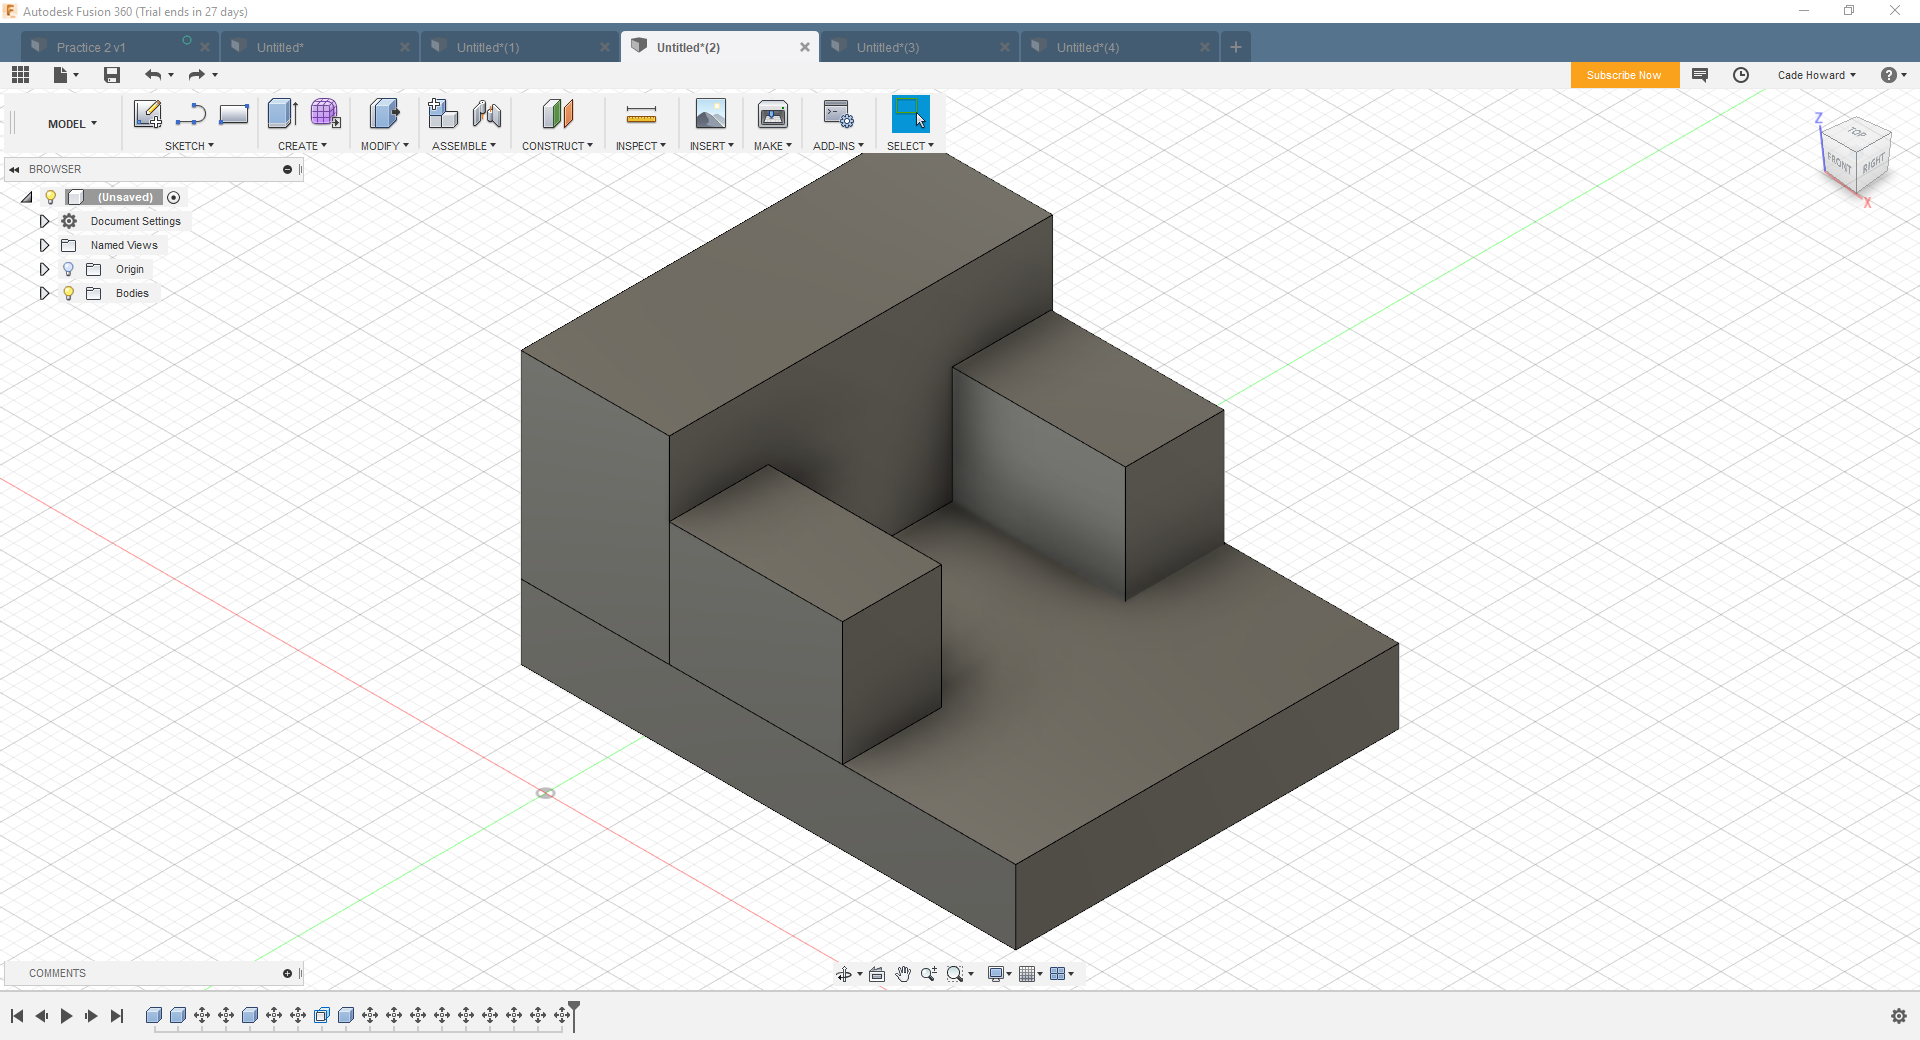 Autodesk Fusion 360 (Trial ends in 27 days)
Practice 2 v1
Untitled*
Untitled*(1)
Untitled*(2)
Untitled*(3)
Untitled*(4)
Subscribe Now
Cade Howard
MODEL
SKETCH
CREATE
MODIFY
ASSEMBLE
CONSTRUCT
INSPECT
INSERT
MAKE
ADD-INS
SELECT
BROWSER
(Unsaved)
Document Settings
Named Views
Origin
Bodies
Z
TOP
FRONT
RIGHT
X
COMMENTS